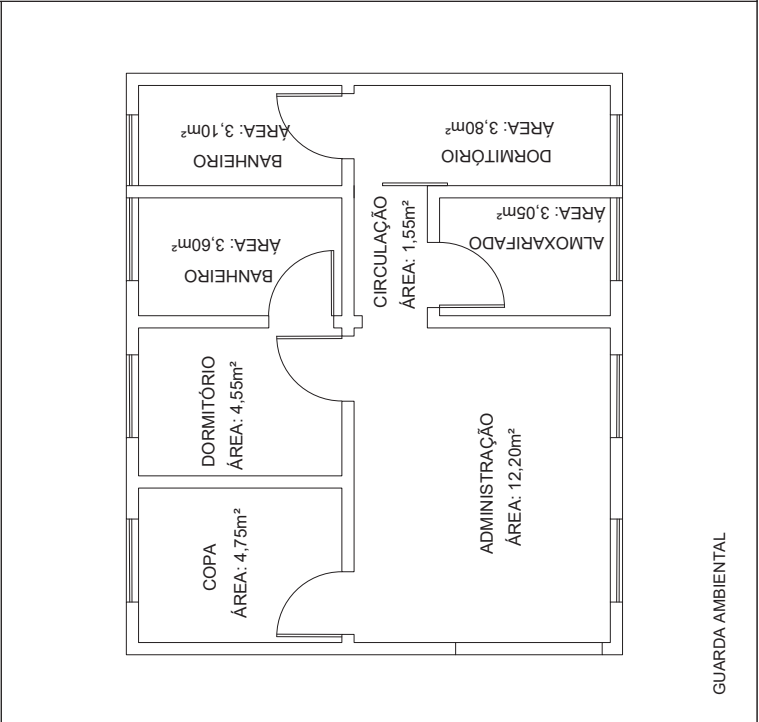 BANHEIRO
ÁREA: 3,10m²
DORMITÓRIO
ÁREA: 3,80m²
BANHEIRO
ÁREA: 3,60m²
CIRCULAÇÃO
ÁREA: 1,55m²
ALMOXARIFADO
ÁREA: 3,05m²
DORMITÓRIO
ÁREA: 4,55m²
COPA
ÁREA: 4,75m²
ADMINISTRAÇÃO
ÁREA: 12,20m²
GUARDA AMBIENTAL